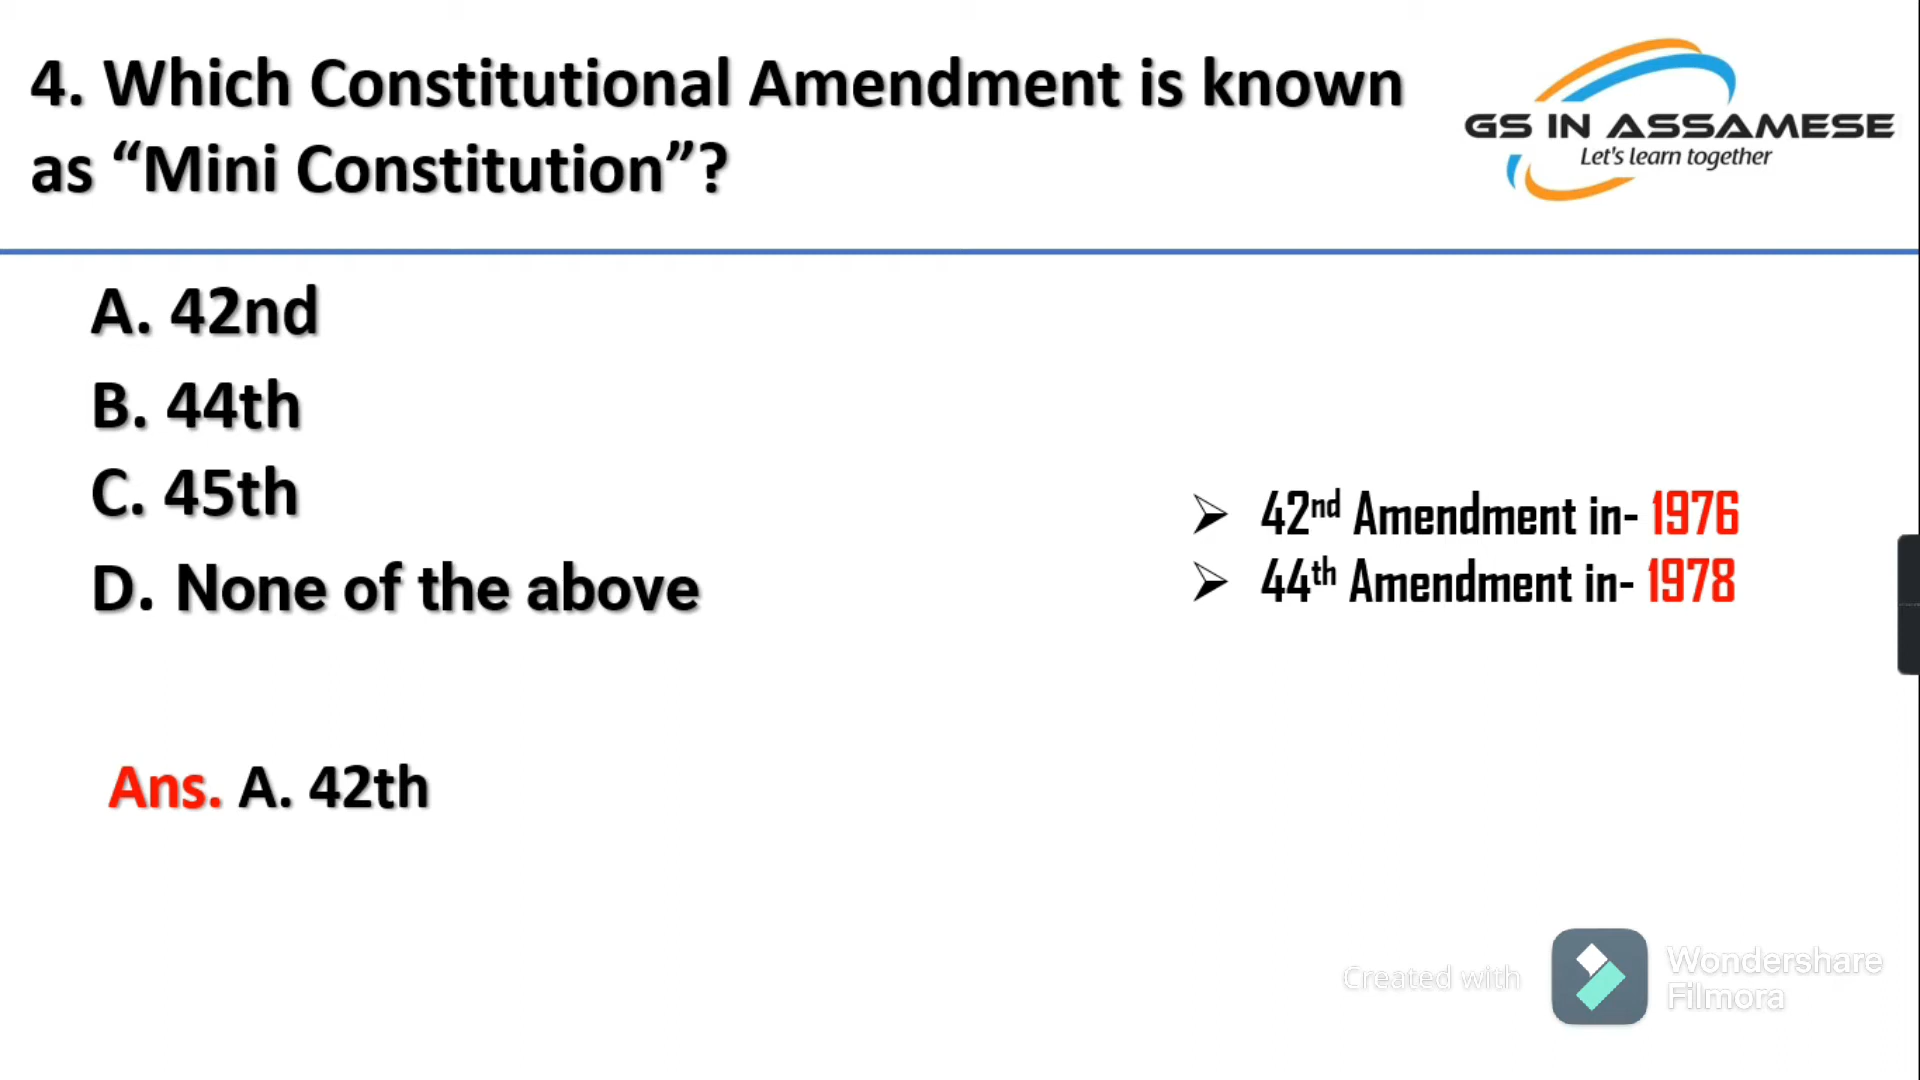 4. Which Constitutional Amendment is known
as “Mini Constitution”?
GS IN ASSAMESE
Let's learn together
A. 42nd
B. 44th
C. 45th
D. None of the above
➢ 42nd Amendment in- 1976
➢ 44th Amendment in- 1978
Ans. A. 42th
Created with
Wondershare
Filmora